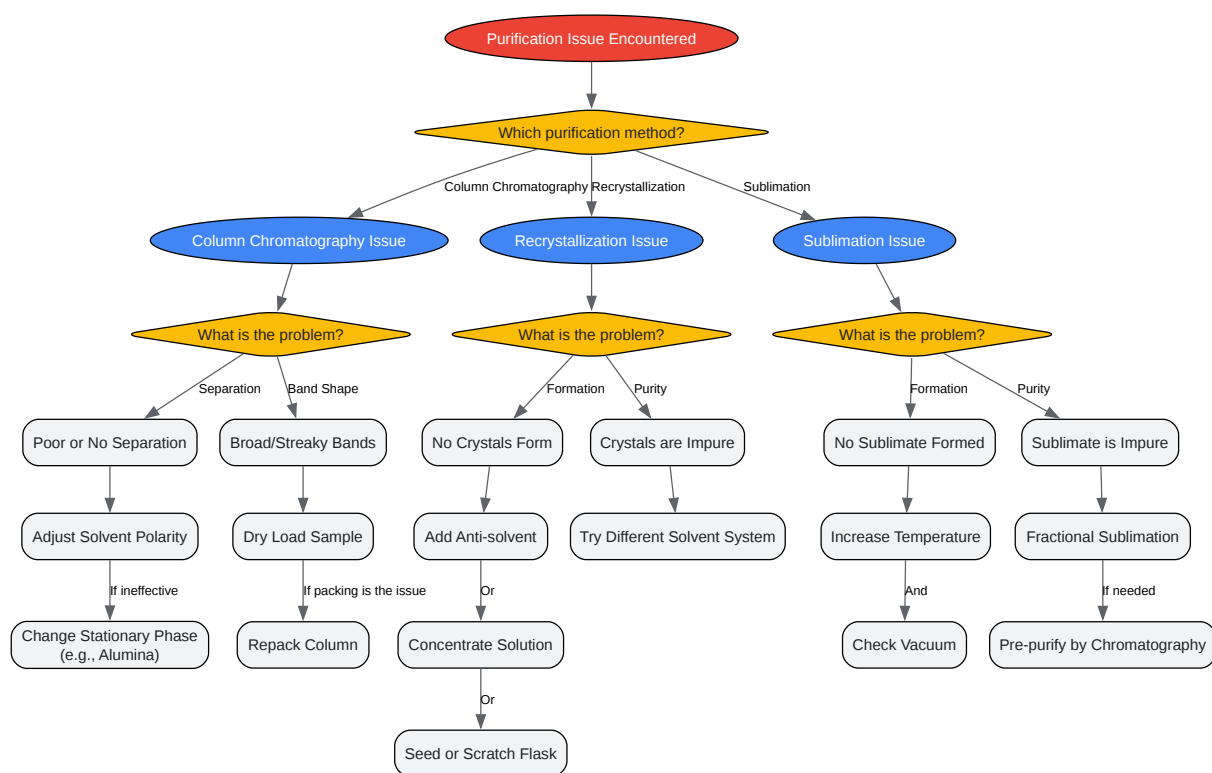 Purification Issue Encountered
Which purification method?
Column Chromatography
Recrystallization
Sublimation
Column Chromatography Issue
Recrystallization Issue
Sublimation Issue
What is the problem?
What is the problem?
What is the problem?
Separation
Band Shape
Formation
Purity
Formation
Purity
Poor or No Separation
Broad/Streaky Bands
No Crystals Form
Crystals are Impure
No Sublimate Formed
Sublimate is Impure
Adjust Solvent Polarity
Dry Load Sample
Add Anti-solvent
Try Different Solvent System
Increase Temperature
Fractional Sublimation
If ineffective
If packing is the issue
Or
And
If needed
Change Stationary Phase
(e.g., Alumina)
Repack Column
Concentrate Solution
Check Vacuum
Pre-purify by Chromatography
Or
Seed or Scratch Flask